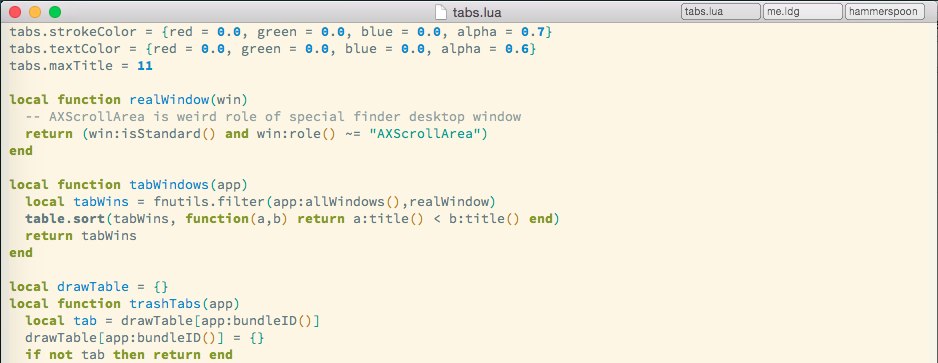 tabs.lua
tabs.lua
me.ldg
hammerspoon
tabs.strokeColor = {red = 0.0, green = 0.0, blue = 0.0, alpha = 0.7}
tabs.textColor = {red = 0.0, green = 0.0, blue = 0.0, alpha = 0.6}
tabs.maxTitle = 11

local function realWindow(win)
  -- AXScrollArea is weird role of special finder desktop window
  return (win:isStandard() and win:role() ~= "AXScrollArea")
end

local function tabWindows(app)
  local tabWins = fnutils.filter(app:allWindows(),realWindow)
  table.sort(tabWins, function(a,b) return a:title() < b:title() end)
  return tabWins
end

local drawTable = {}
local function trashTabs(app)
  local tab = drawTable[app:bundleID()]
  drawTable[app:bundleID()] = {}
  if not tab then return end